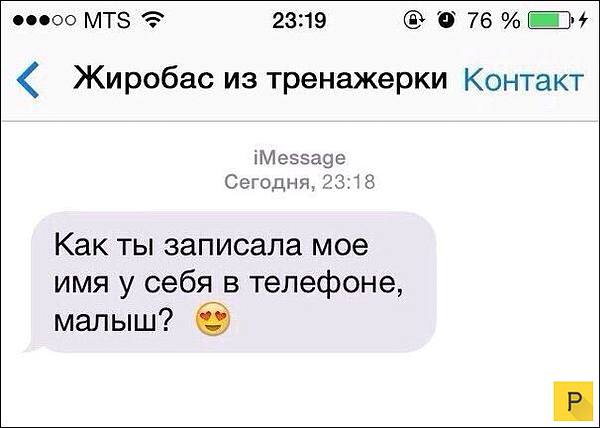 MTS 23:19 76 %
Жиробас из тренажерки Контакт
iMessage
Сегодня, 23:18
Как ты записала мое
имя у себя в телефоне,
малыш? 😍
P